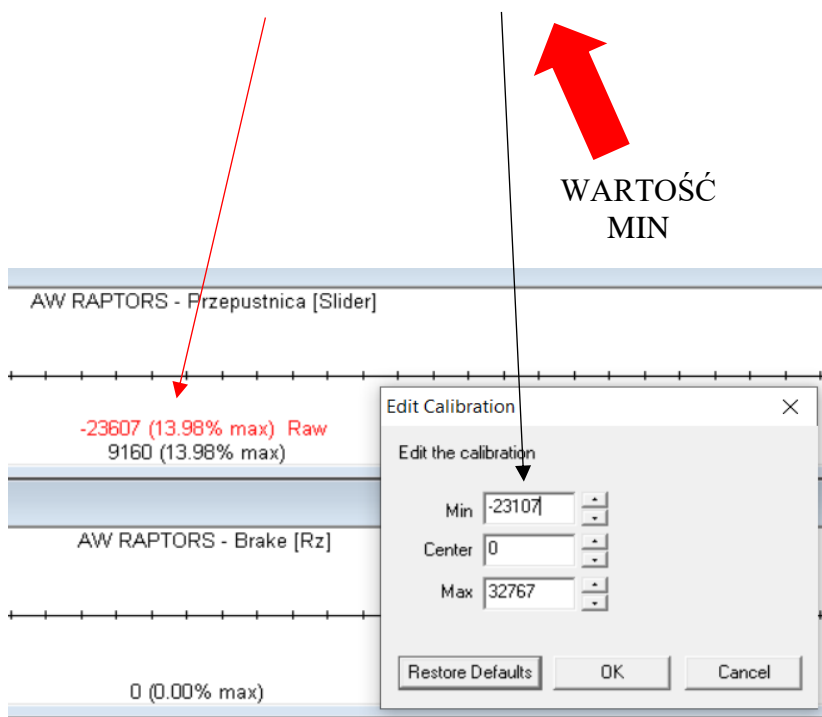 WARTOŚĆ
MIN
AW RAPTORS - Przepustnica [Slider]
-23607 (13.98% max) Raw
9160 (13.98% max)
AW RAPTORS - Brake [Rz]
0 (0.00% max)
Edit Calibration
Edit the calibration
Min -23107
Center 0
Max 32767
Restore Defaults OK Cancel